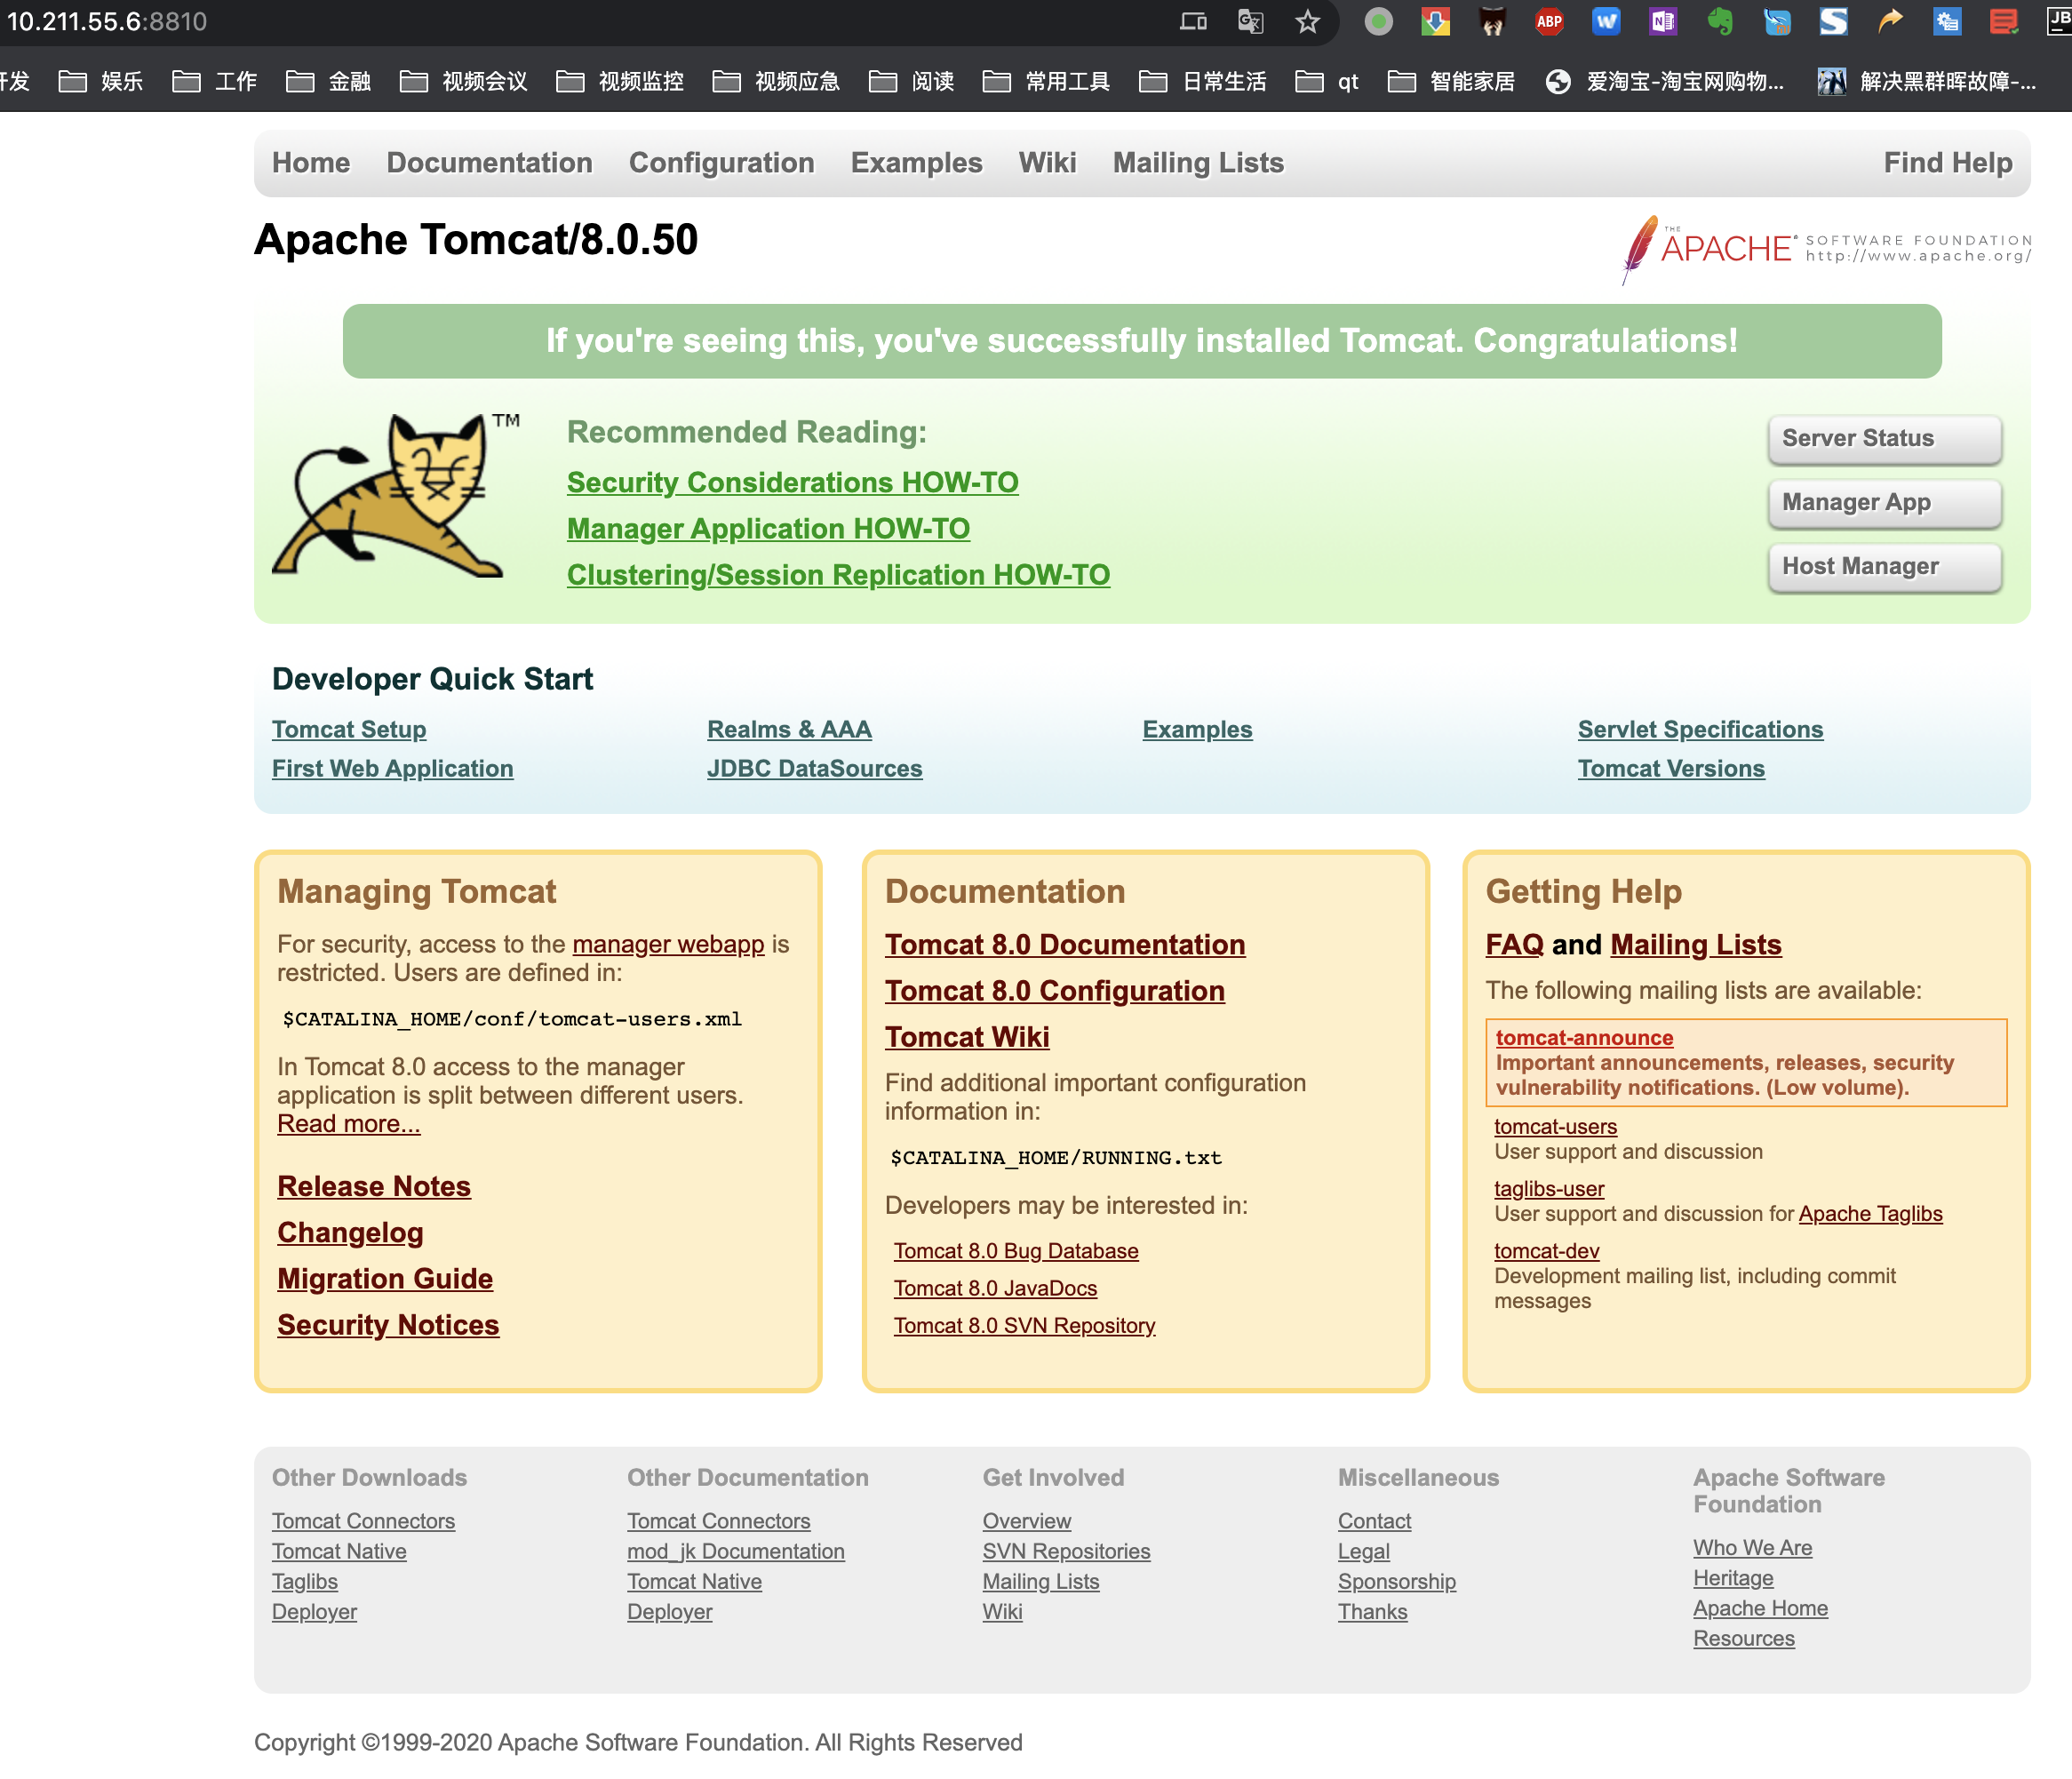 10.211.55.6:8810
ABP
W
N
S
JB
开发 娱乐 工作 金融 视频会议 视频监控 视频应急 阅读 常用工具 日常生活 qt 智能家居 爱淘宝-淘宝网购物... 解决黑群晖故障-...
Home Documentation Configuration Examples Wiki Mailing Lists Find Help
Apache Tomcat/8.0.50
THE APACHE® SOFTWARE FOUNDATION
http://www.apache.org/
If you're seeing this, you've successfully installed Tomcat. Congratulations!
TM
Recommended Reading:
Security Considerations HOW-TO
Manager Application HOW-TO
Clustering/Session Replication HOW-TO
Server Status
Manager App
Host Manager
Developer Quick Start
Tomcat Setup
First Web Application
Realms & AAA
JDBC DataSources
Examples
Servlet Specifications
Tomcat Versions
Managing Tomcat
For security, access to the manager webapp is
restricted. Users are defined in:
$CATALINA_HOME/conf/tomcat-users.xml
In Tomcat 8.0 access to the manager
application is split between different users.
Read more...
Release Notes
Changelog
Migration Guide
Security Notices
Documentation
Tomcat 8.0 Documentation
Tomcat 8.0 Configuration
Tomcat Wiki
Find additional important configuration
information in:
$CATALINA_HOME/RUNNING.txt
Developers may be interested in:
Tomcat 8.0 Bug Database
Tomcat 8.0 JavaDocs
Tomcat 8.0 SVN Repository
Getting Help
FAQ and Mailing Lists
The following mailing lists are available:
tomcat-announce
Important announcements, releases, security
vulnerability notifications. (Low volume).
tomcat-users
User support and discussion
taglibs-user
User support and discussion for Apache Taglibs
tomcat-dev
Development mailing list, including commit
messages
Other Downloads
Tomcat Connectors
Tomcat Native
Taglibs
Deployer
Other Documentation
Tomcat Connectors
mod_jk Documentation
Tomcat Native
Deployer
Get Involved
Overview
SVN Repositories
Mailing Lists
Wiki
Miscellaneous
Contact
Legal
Sponsorship
Thanks
Apache Software
Foundation
Who We Are
Heritage
Apache Home
Resources
Copyright ©1999-2020 Apache Software Foundation. All Rights Reserved